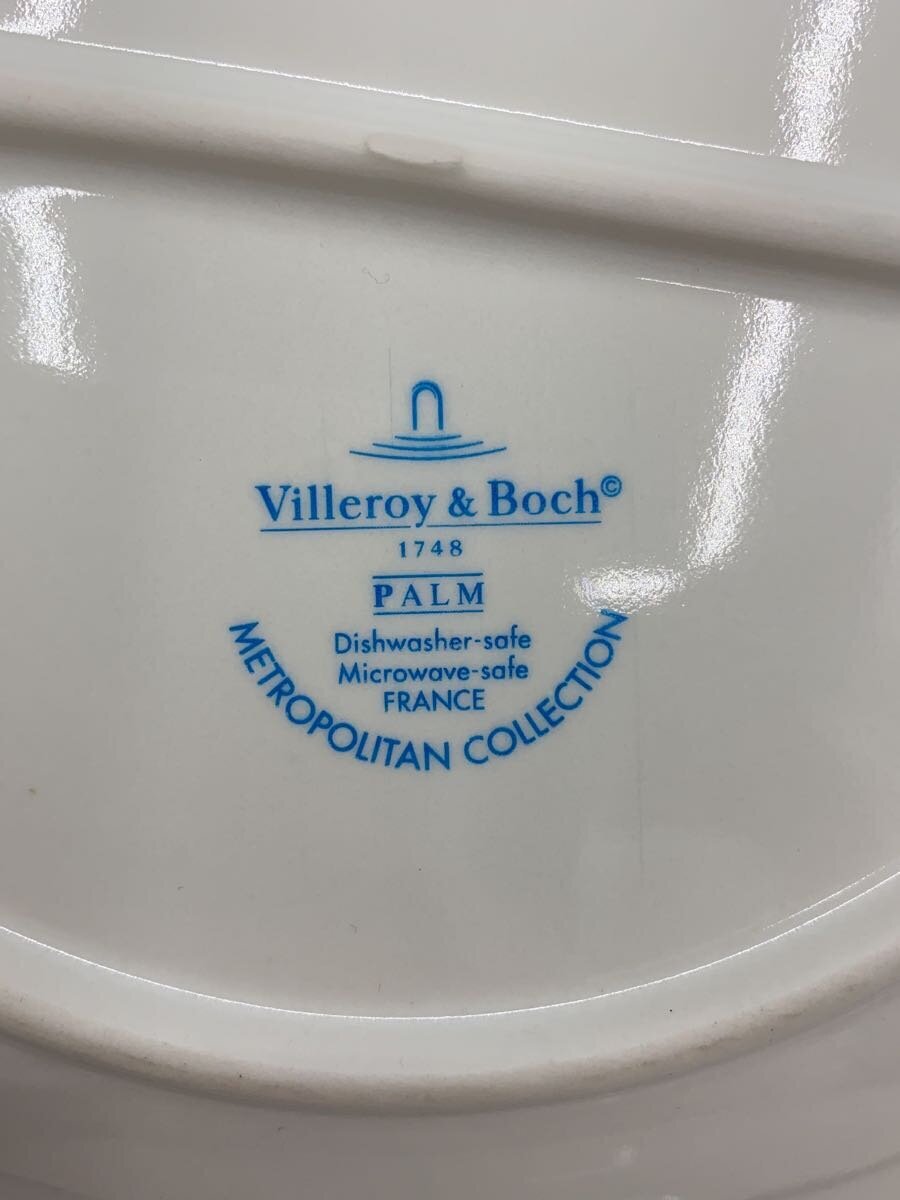 Villeroy & Boch©
1748
PALM
Dishwasher-safe
Microwave-safe
FRANCE
METROPOLITAN COLLECTION